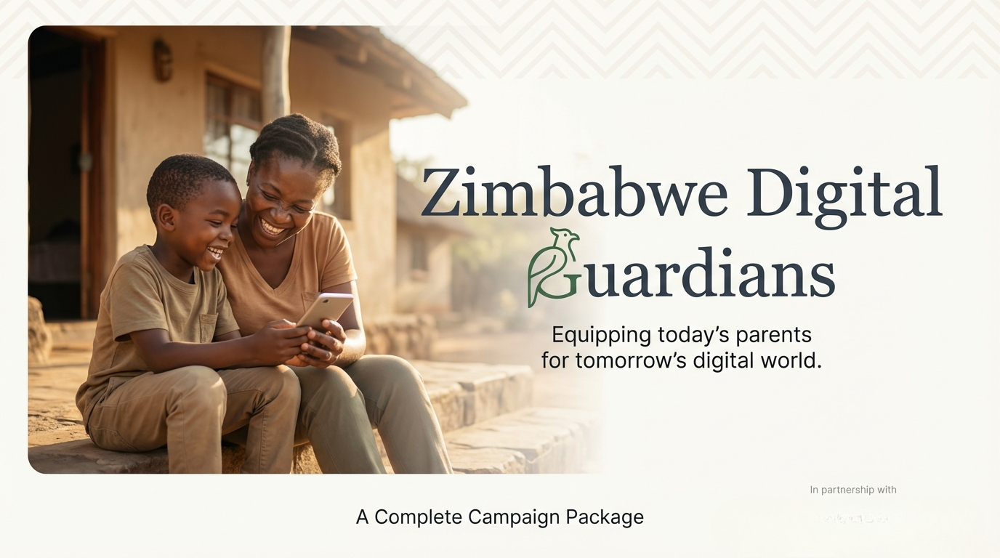 Zimbabwe Digital
Guardians
Equipping today’s parents
for tomorrow’s digital world.
In partnership with
A Complete Campaign Package